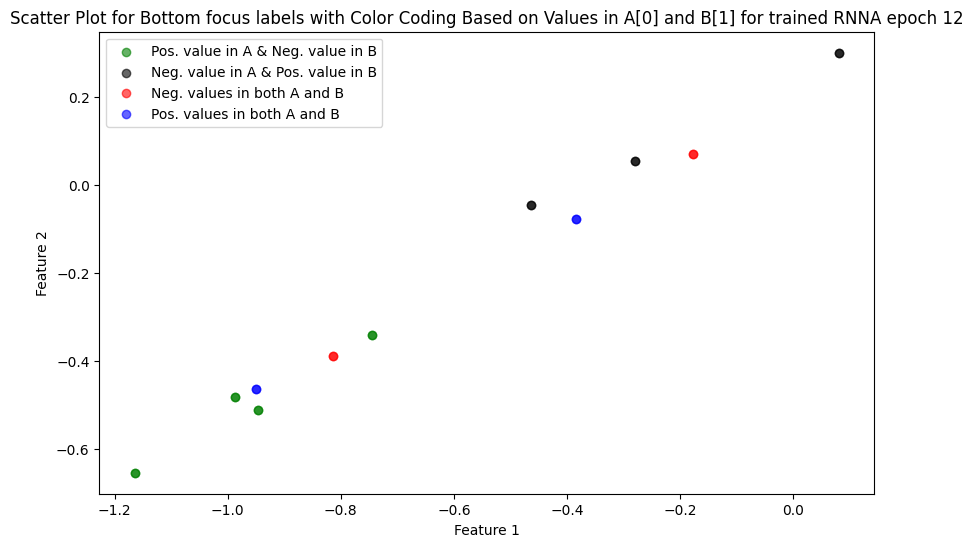 Scatter Plot for Bottom focus labels with Color Coding Based on Values in A[0] and B[1] for trained RNNA epoch 12
Pos. value in A & Neg. value in B
Neg. value in A & Pos. value in B
Neg. values in both A and B
Pos. values in both A and B
0.2
0.0
−0.2
−0.4
−0.6
Feature 2
−1.2 −1.0 −0.8 −0.6 −0.4 −0.2 0.0
Feature 1